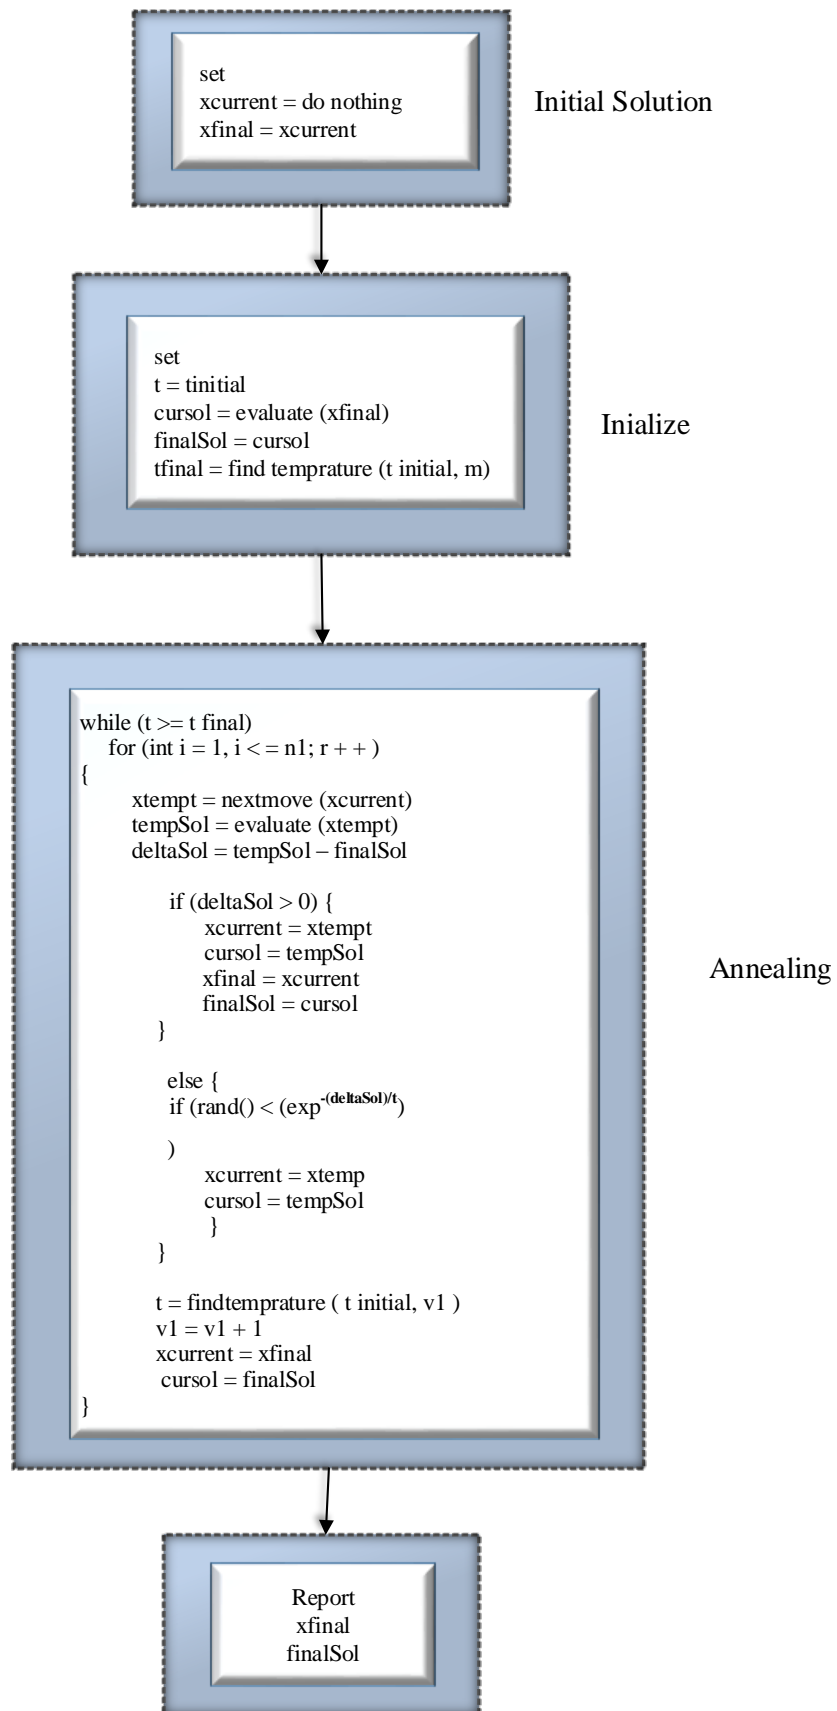 set
xcurrent = do nothing
xfinal = xcurrent
Initial Solution
set
t = tinitial
cursol = evaluate (xfinal)
finalSol = cursol
tfinal = find temprature (t initial, m)
Inialize
while (t >= t final)
for (int i = 1, i < = n1; r + + )
{
xtempt = nextmove (xcurrent)
tempSol = evaluate (xtempt)
deltaSol = tempSol – finalSol
if (deltaSol > 0) {
xcurrent = xtempt
cursol = tempSol
xfinal = xcurrent
finalSol = cursol
}
else {
if (rand() < (exp-(deltaSol)/t)
)
xcurrent = xtemp
cursol = tempSol
}
}
t = findtemprature ( t initial, v1 )
v1 = v1 + 1
xcurrent = xfinal
cursol = finalSol
}
Annealing
Report
xfinal
finalSol